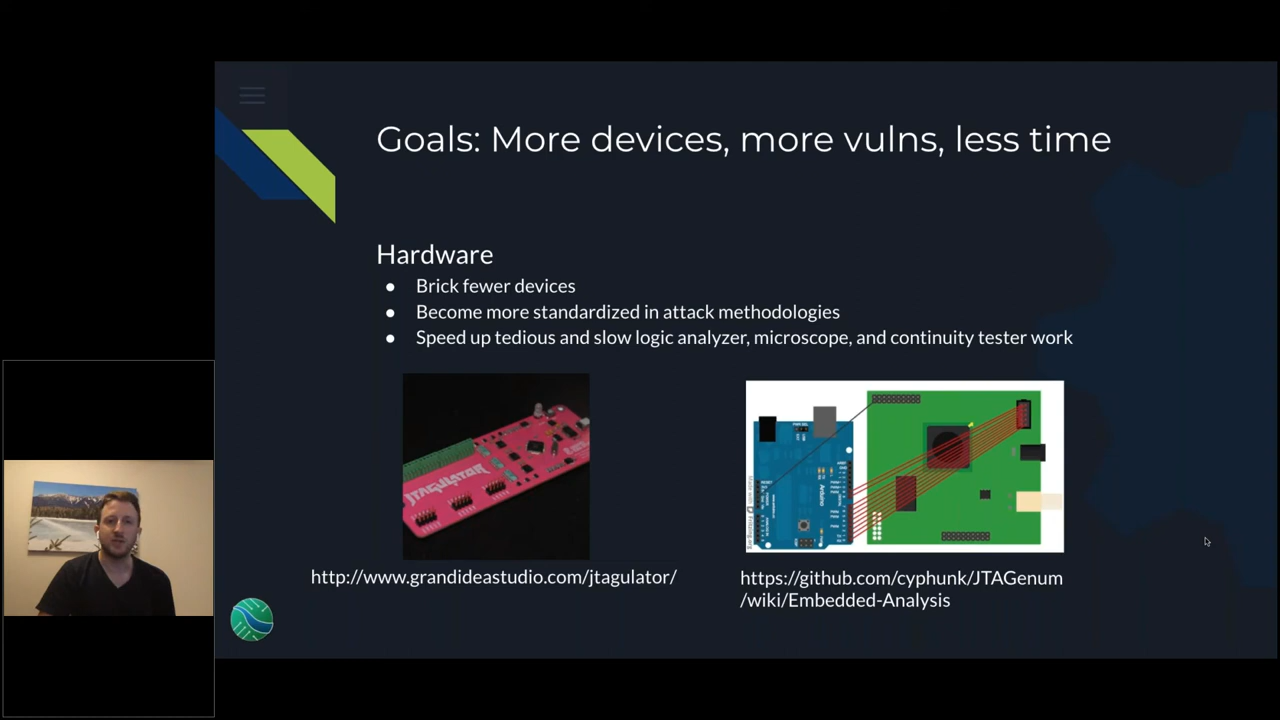 Goals: More devices, more vulns, less time
Hardware
● Brick fewer devices
● Become more standardized in attack methodologies
● Speed up tedious and slow logic analyzer, microscope, and continuity tester work
JTAGULATOR
http://www.grandideastudio.com/jtagulator/
Arduino
https://github.com/cyphunk/JTAGenum
/wiki/Embedded-Analysis